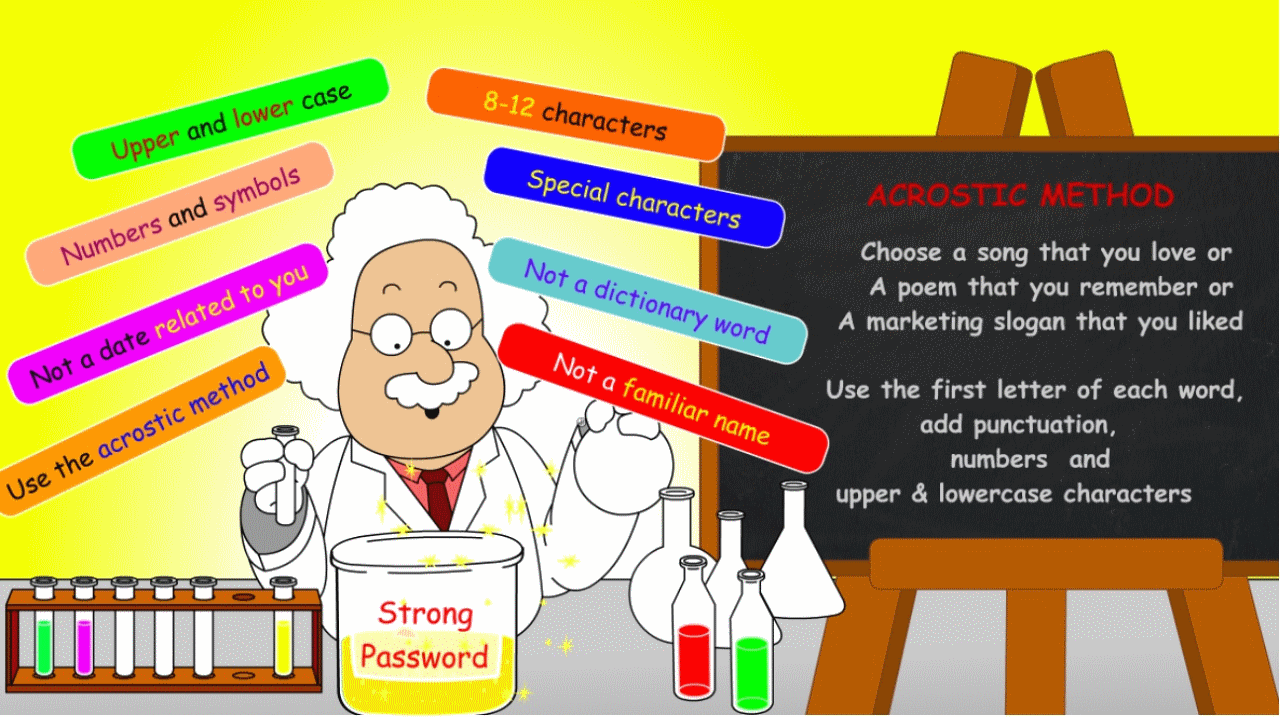 Upper and lower case
Numbers and symbols
Not a date related to you
Use the acrostic method
8-12 characters
Special characters
Not a dictionary word
Not a familiar name
Strong
Password
ACROSTIC METHOD
Choose a song that you love or
A poem that you remember or
A marketing slogan that you liked
Use the first letter of each word,
add punctuation,
numbers and
upper & lowercase characters